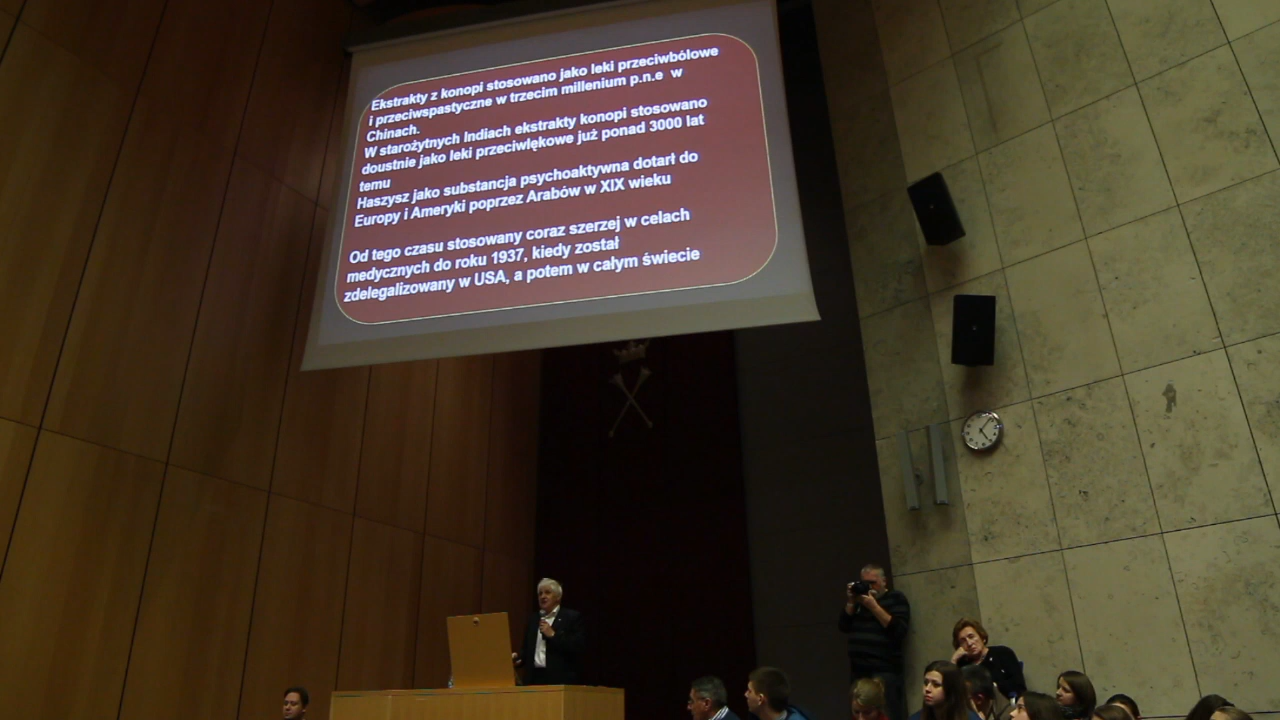 Ekstrakty z konopi stosowano jako leki przeciwbólowe
i przeciwspastyczne w trzecim millenium p.n.e w
Chinach.
W starożytnych Indiach ekstrakty konopi stosowano
doustnie jako leki przeciwlękowe już ponad 3000 lat
temu
Haszysz jako substancja psychoaktywna dotarł do
Europy i Ameryki poprzez Arabów w XIX wieku
Od tego czasu stosowany coraz szerzej w celach
medycznych do roku 1937, kiedy został
zdelegalizowany w USA, a potem w całym świecie